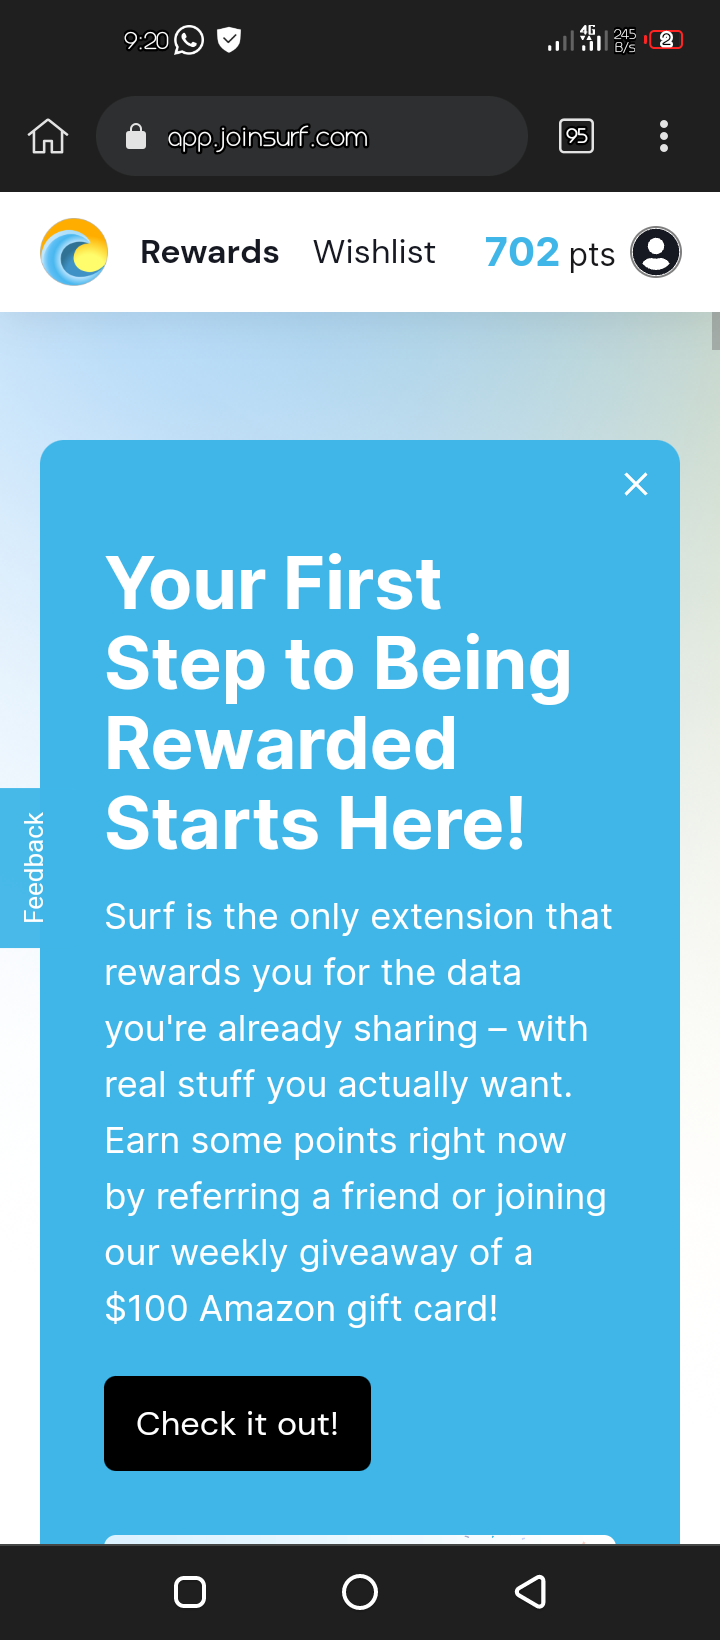 9:20 4G 245 B/s 2
app.joinsurf.com 95
Rewards Wishlist 702 pts
Your First
Step to Being
Rewarded
Starts Here!
Feedback
Surf is the only extension that
rewards you for the data
you're already sharing – with
real stuff you actually want.
Earn some points right now
by referring a friend or joining
our weekly giveaway of a
$100 Amazon gift card!
Check it out!